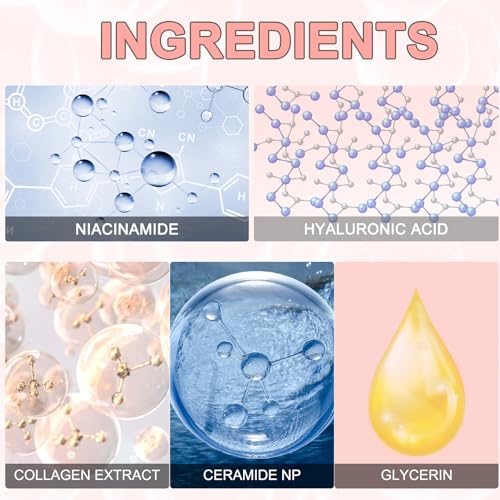 INGREDIENTS
NIACINAMIDE
HYALURONIC ACID
COLLAGEN EXTRACT
CERAMIDE NP
GLYCERIN